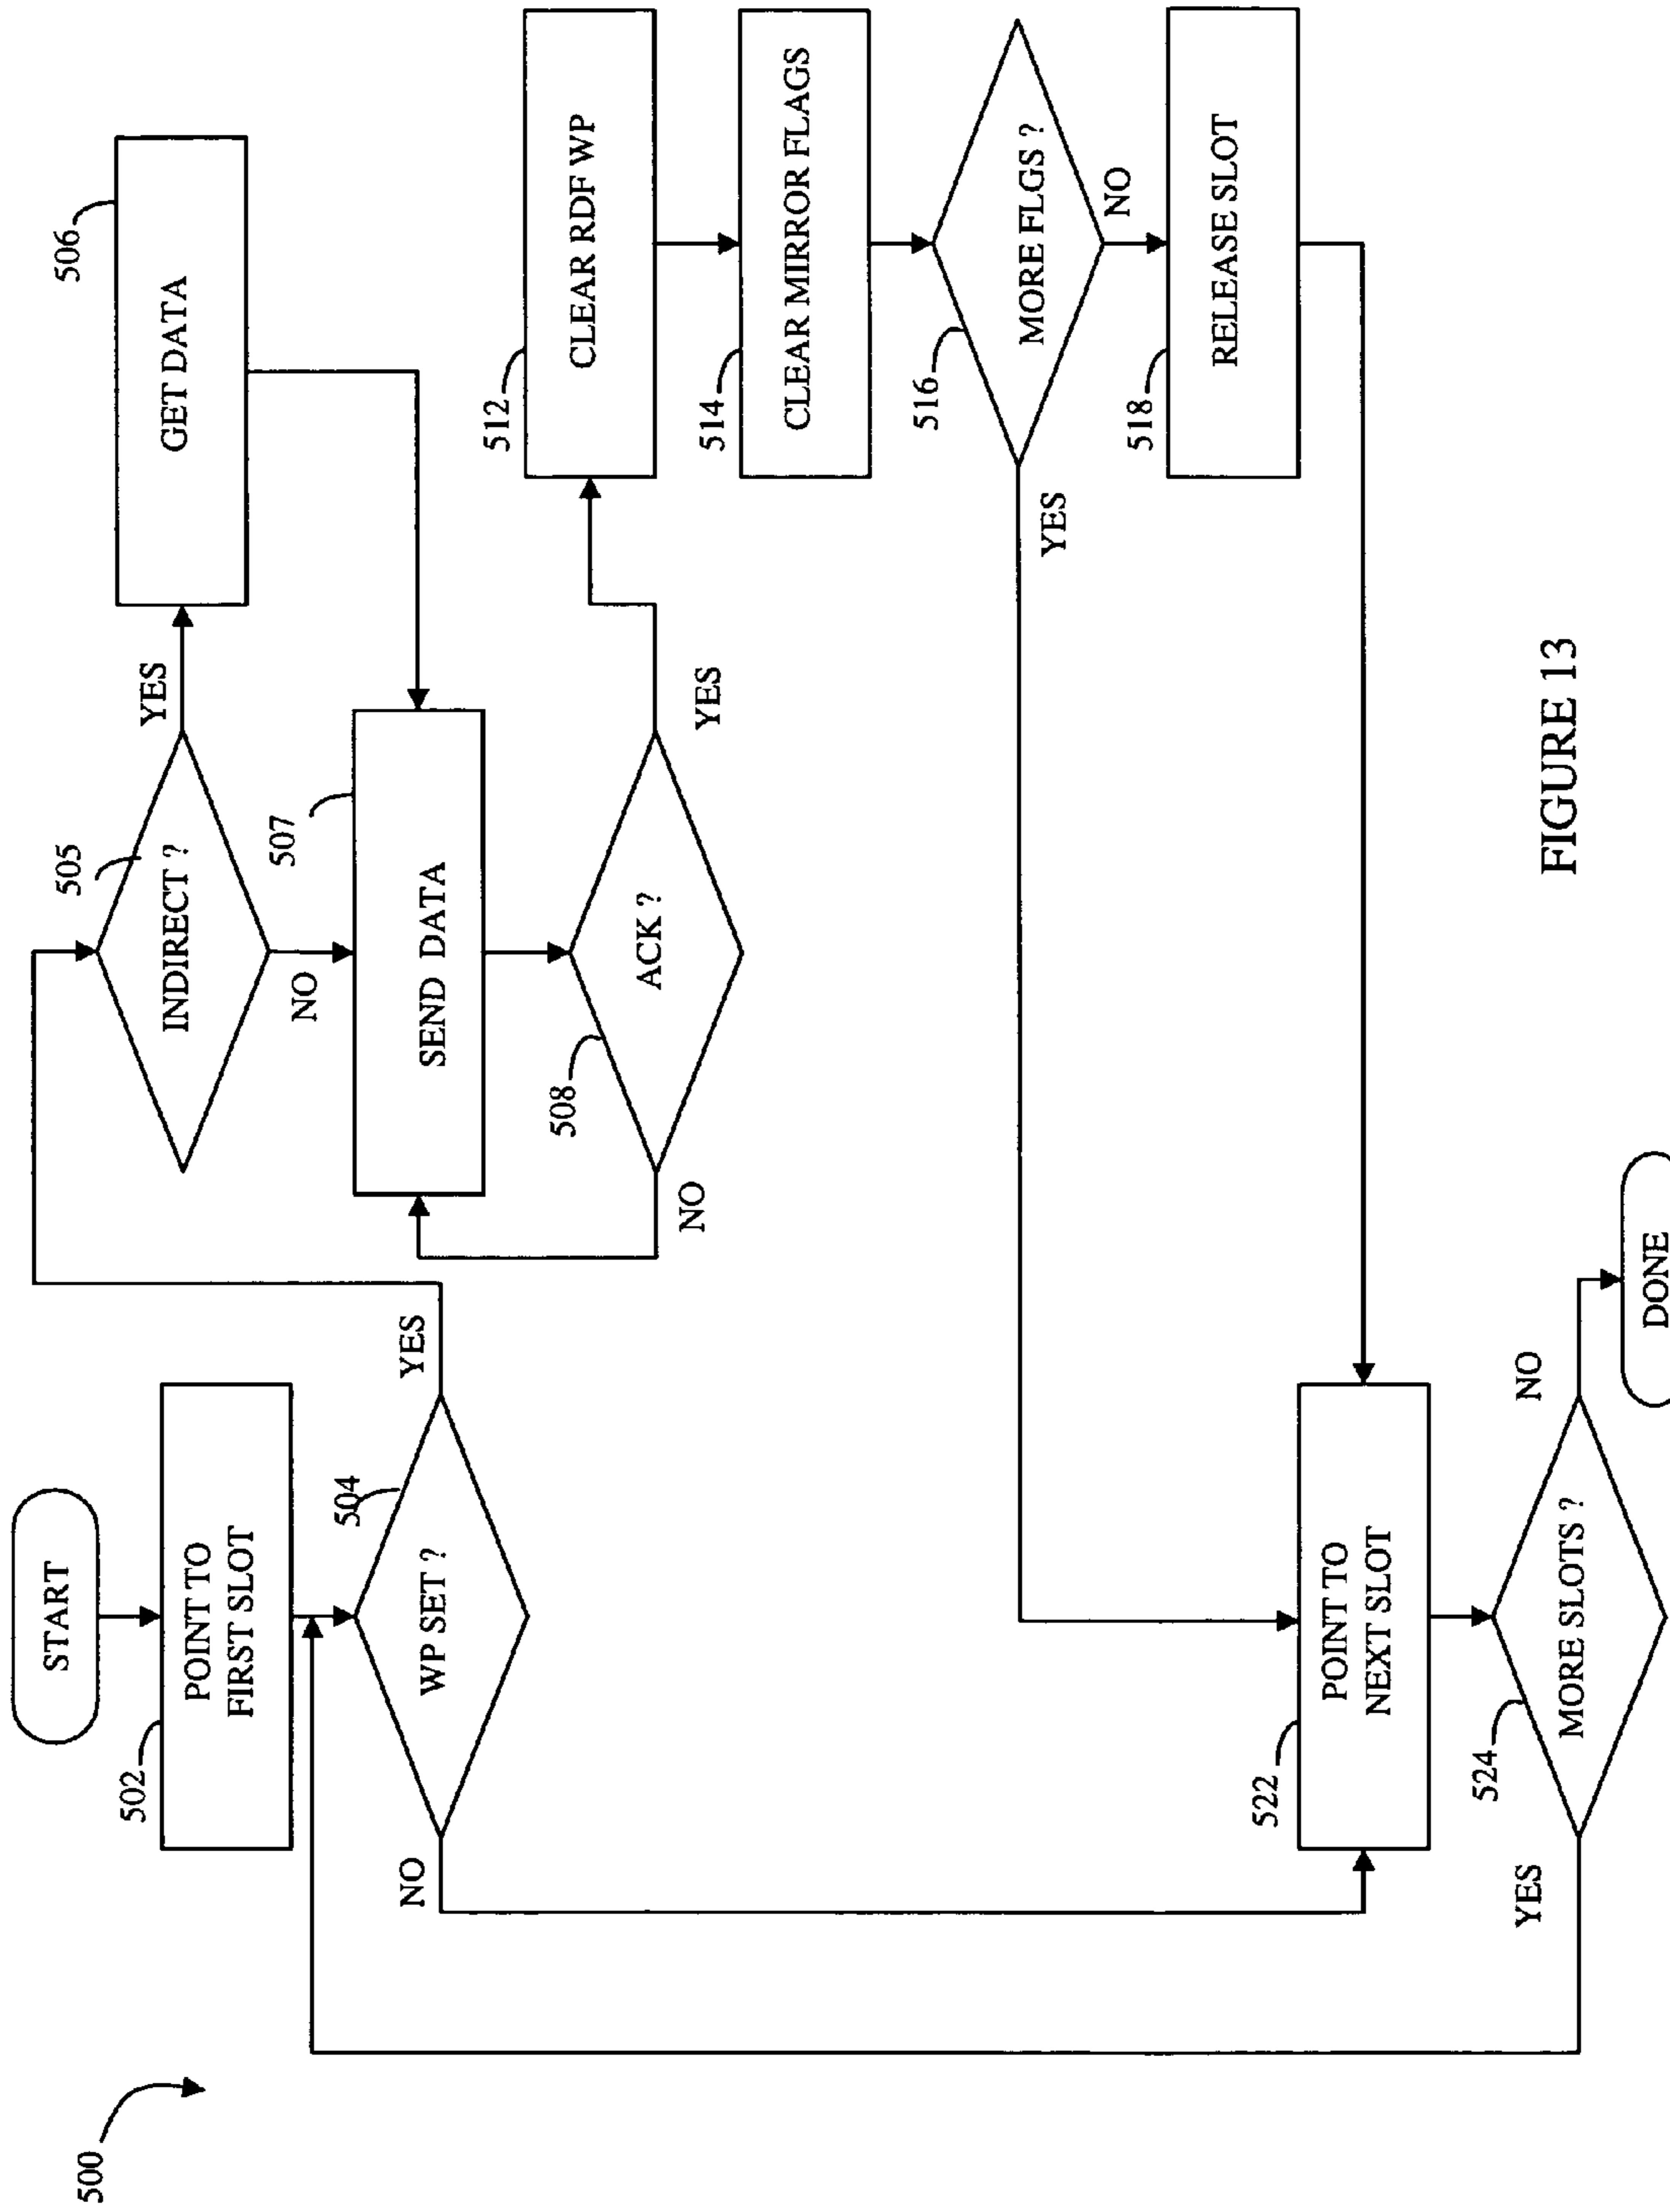 500
START
502
POINT TO
FIRST SLOT
504
WP SET ?
YES
NO
505
INDIRECT ?
YES
NO
506
GET DATA
507
SEND DATA
508
ACK ?
YES
NO
512
CLEAR RDF WP
514
CLEAR MIRROR FLAGS
516
MORE FLGS ?
YES
NO
518
RELEASE SLOT
522
POINT TO
NEXT SLOT
524
MORE SLOTS ?
YES
NO
DONE
FIGURE 13